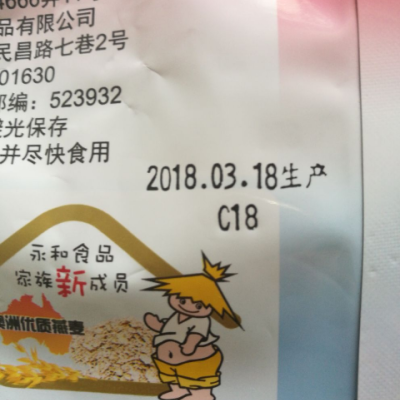 品有限公司
民昌路七巷2号
01630
邮编：523932
避光保存
并尽快食用
2018.03.18生产
C18
永和食品
家族新成员
澳洲优质燕麦